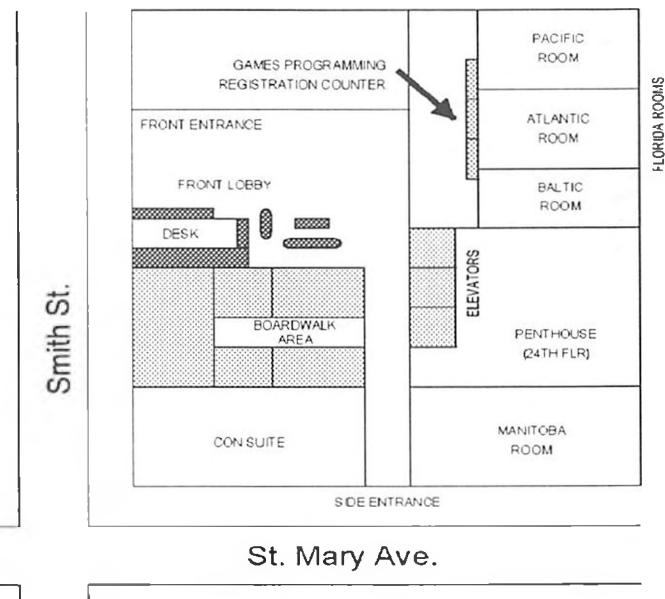 GAMES PROGRAMMING
REGISTRATION COUNTER
PACIFIC
ROOM
FLORIDA ROOMS
FRONT ENTRANCE
ATLANTIC
ROOM
FRONT LOBBY
BALTIC
ROOM
DESK
ELEVATORS
Smith St.
BOARDWALK
AREA
PENTHOUSE
(24TH FLR)
CON SUITE
MANITOBA
ROOM
SIDE ENTRANCE
St. Mary Ave.